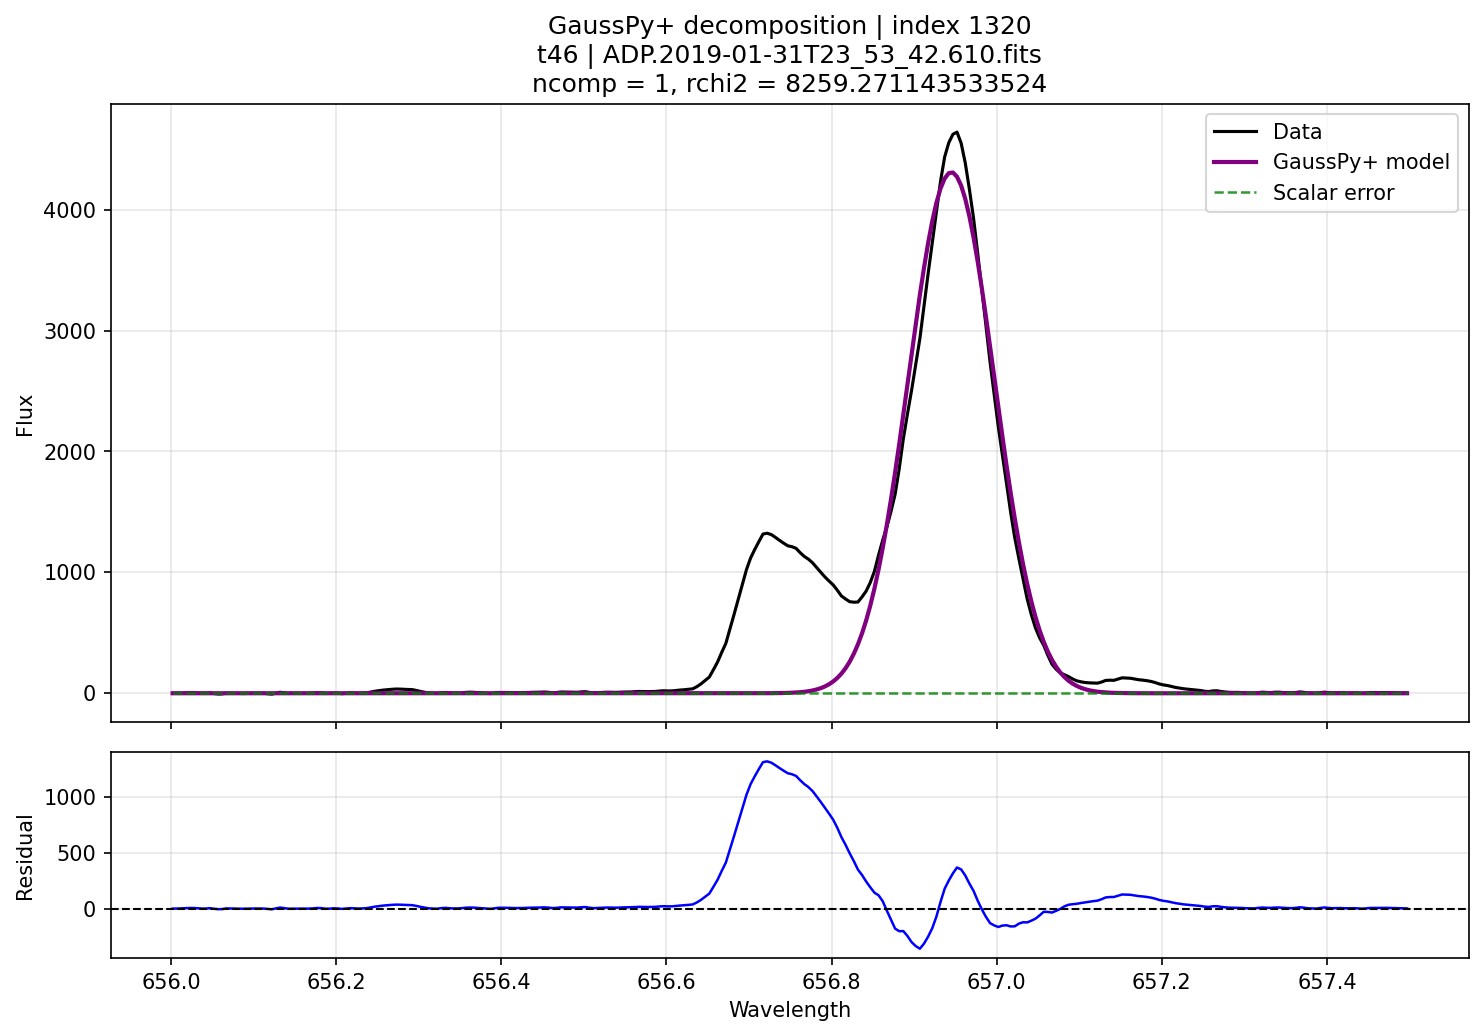 GaussPy+ decomposition | index 1320
t46 | ADP.2019-01-31T23_53_42.610.fits
ncomp = 1, rchi2 = 8259.271143533524
Data
GaussPy+ model
Scalar error
Flux
4000
3000
2000
1000
0
Residual
1000
500
0
656.0 656.2 656.4 656.6 656.8 657.0 657.2 657.4
Wavelength